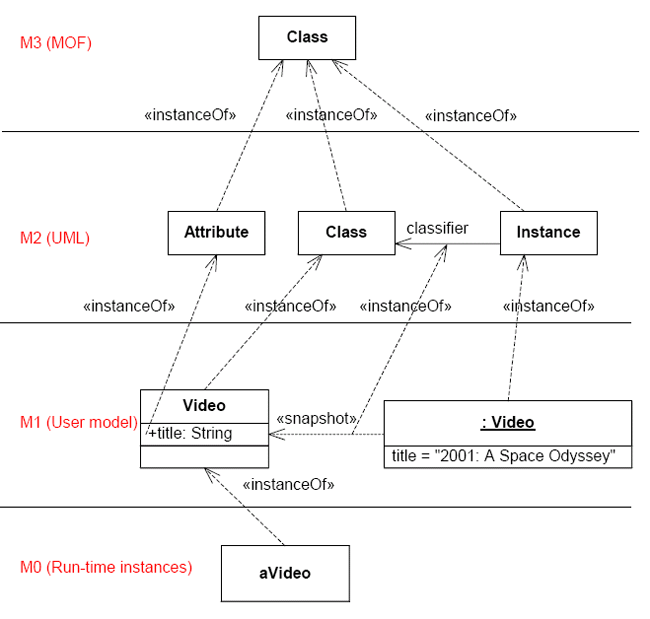 Class
M3 (MOF)
«instanceOf» «instanceOf» «instanceOf»
Attribute Class classifier Instance
M2 (UML)
«instanceOf» «instanceOf» «instanceOf» «instanceOf»
Video
M1 (User model)
+title: String
«snapshot»
: Video
title = "2001: A Space Odyssey"
«instanceOf»
M0 (Run-time instances)
aVideo